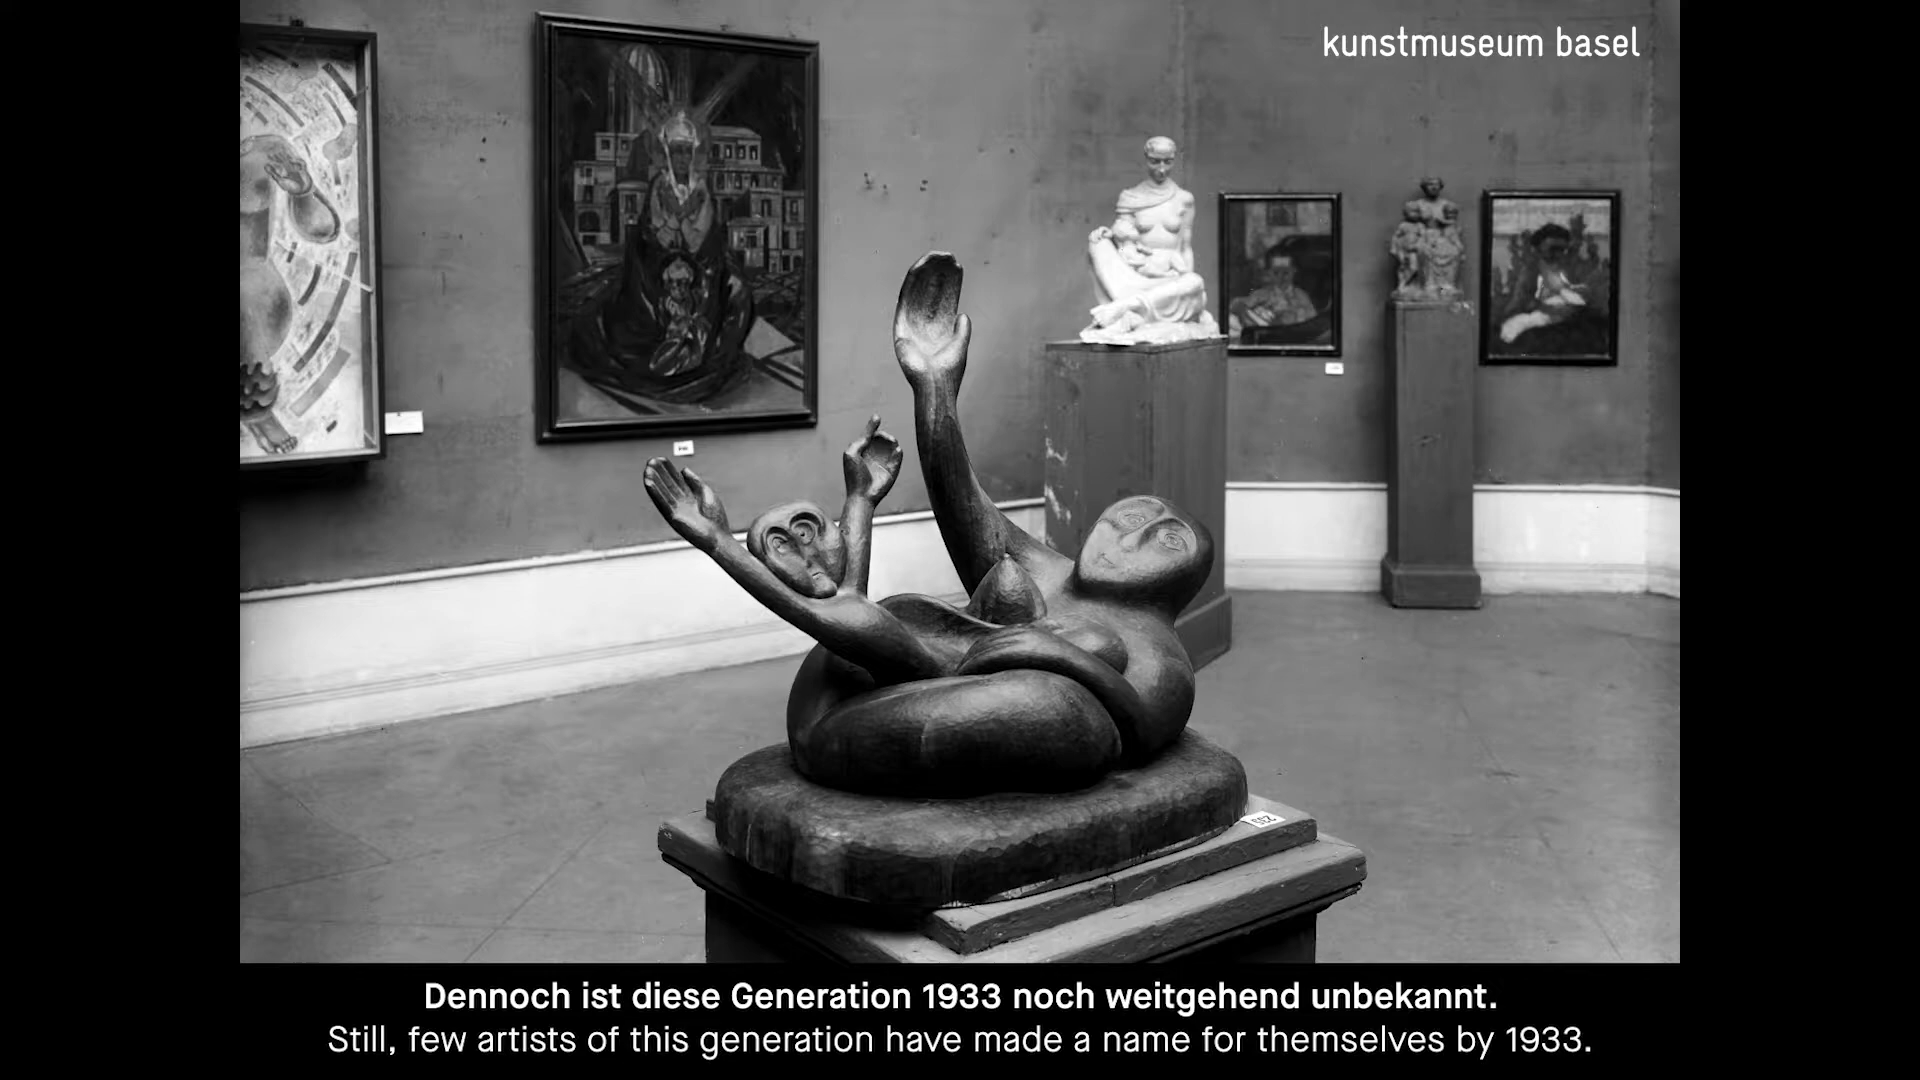 kunstmuseum basel
235
Dennoch ist diese Generation 1933 noch weitgehend unbekannt.
Still, few artists of this generation have made a name for themselves by 1933.